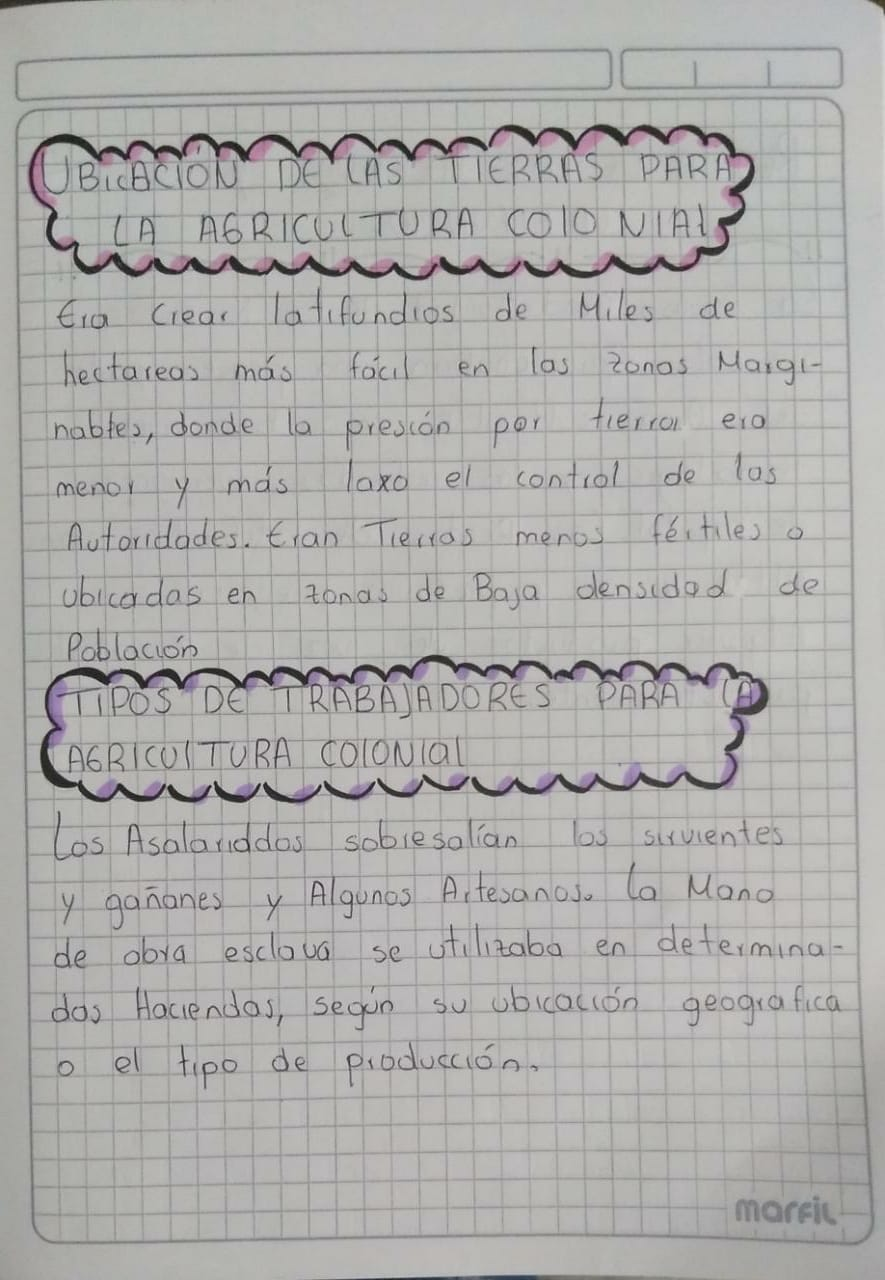 UBICACIÓN DE LAS TIERRAS PARA
LA AGRICULTURA COLONIAL
Era Crear latifundios de Miles de
hectareas más fácil en las zonas Margi-
nables, donde la presión por tierra era
menor y más laxo el control de las
Autoridades. Eran Tierras menos fértiles o
ubicadas en zonas de Baja densidad de
Población
TIPOS DE TRABAJADORES PARA LA
AGRICULTURA COLONIAL
Los Asalariddos sobresalían los sirvientes
y gañanes y Algunos Artesanos. La Mano
de obra esclava se utilizaba en determina-
das Haciendas, según su ubicación geografica
o el tipo de producción.
marfil